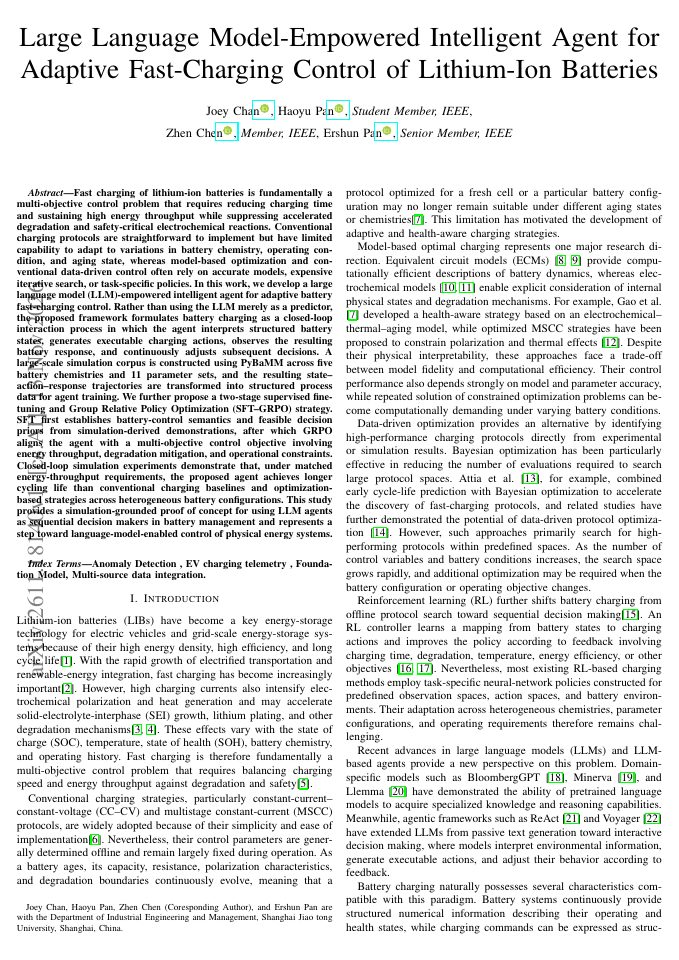 Large Language Model-Empowered Intelligent Agent for
Adaptive Fast-Charging Control of Lithium-Ion Batteries
Joey Chan, Haoyu Pan, Student Member, IEEE,
Zhen Chen, Member, IEEE, Ershun Pan, Senior Member, IEEE
Abstract—Fast charging of lithium-ion batteries is fundamentally a
multi-objective control problem that requires reducing charging time
and sustaining high energy throughput while suppressing accelerated
degradation and safety-critical electrochemical reactions. Conventional
charging protocols are straightforward to implement but have limited
capability to adapt to variations in battery chemistry, operating con-
dition, and aging state, whereas model-based optimization and con-
ventional data-driven control often rely on accurate models, expensive
iterative search, or task-specific policies. In this work, we develop a large
language model (LLM)-empowered intelligent agent for adaptive battery
fast-charging control. Rather than using the LLM merely as a predictor,
the proposed framework formulates battery charging as a closed-loop
interaction process in which the agent interprets structured battery
states, generates executable charging actions, observes the resulting
battery response, and continuously adjusts subsequent decisions. A
large-scale simulation corpus is constructed using PyBaMM across five
battery chemistries and 11 parameter sets, and the resulting state–
action–response trajectories are transformed into structured process
data for agent training. We further propose a two-stage supervised fine-
tuning and Group Relative Policy Optimization (SFT–GRPO) strategy.
SFT first establishes battery-control semantics and feasible decision
priors from simulation-derived demonstrations, after which GRPO
aligns the agent with a multi-objective control objective involving
energy throughput, degradation mitigation, and operational constraints.
Closed-loop simulation experiments demonstrate that, under matched
energy-throughput requirements, the proposed agent achieves longer
cycling life than conventional charging baselines and optimization-
based strategies across heterogeneous battery configurations. This study
provides a simulation-grounded proof of concept for using LLM agents
as sequential decision makers in battery management and represents a
step toward language-model-enabled control of physical energy systems.
Index Terms—Anomaly Detection , EV charging telemetry , Founda-
tion Model, Multi-source data integration.
I. INTRODUCTION
Lithium-ion batteries (LIBs) have become a key energy-storage
technology for electric vehicles and grid-scale energy-storage sys-
tems because of their high energy density, high efficiency, and long
cycle life[1]. With the rapid growth of electrified transportation and
renewable-energy integration, fast charging has become increasingly
important[2]. However, high charging currents also intensify elec-
trochemical polarization and heat generation and may accelerate
solid-electrolyte-interphase (SEI) growth, lithium plating, and other
degradation mechanisms[3, 4]. These effects vary with the state of
charge (SOC), temperature, state of health (SOH), battery chemistry,
and operating history. Fast charging is therefore fundamentally a
multi-objective control problem that requires balancing charging
speed and energy throughput against degradation and safety[5].
Conventional charging strategies, particularly constant-current–
constant-voltage (CC–CV) and multistage constant-current (MSCC)
protocols, are widely adopted because of their simplicity and ease of
implementation[6]. Nevertheless, their control parameters are gener-
ally determined offline and remain largely fixed during operation. As
a battery ages, its capacity, resistance, polarization characteristics,
and degradation boundaries continuously evolve, meaning that a
Joey Chan, Haoyu Pan, Zhen Chen (Coresponding Author), and Ershun Pan are
with the Department of Industrial Engineering and Management, Shanghai Jiao tong
University, Shanghai, China.
protocol optimized for a fresh cell or a particular battery config-
uration may no longer remain suitable under different aging states
or chemistries[7]. This limitation has motivated the development of
adaptive and health-aware charging strategies.
Model-based optimal charging represents one major research di-
rection. Equivalent circuit models (ECMs) [8, 9] provide compu-
tationally efficient descriptions of battery dynamics, whereas elec-
trochemical models [10, 11] enable explicit consideration of internal
physical states and degradation mechanisms. For example, Gao et al.
[7] developed a health-aware strategy based on an electrochemical–
thermal–aging model, while optimized MSCC strategies have been
proposed to constrain polarization and thermal effects [12]. Despite
their physical interpretability, these approaches face a trade-off
between model fidelity and computational efficiency. Their control
performance also depends strongly on model and parameter accuracy,
while repeated solution of constrained optimization problems can be-
come computationally demanding under varying battery conditions.
Data-driven optimization provides an alternative by identifying
high-performance charging protocols directly from experimental
or simulation results. Bayesian optimization has been particularly
effective in reducing the number of evaluations required to search
large protocol spaces. Attia et al. [13], for example, combined
early cycle-life prediction with Bayesian optimization to accelerate
the discovery of fast-charging protocols, and related studies have
further demonstrated the potential of data-driven protocol optimiza-
tion [14]. However, such approaches primarily search for high-
performing protocols within predefined spaces. As the number of
control variables and battery conditions increases, the search space
grows rapidly, and additional optimization may be required when the
battery configuration or operating objective changes.
Reinforcement learning (RL) further shifts battery charging from
offline protocol search toward sequential decision making[15]. An
RL controller learns a mapping from battery states to charging
actions and improves the policy according to feedback involving
charging time, degradation, temperature, energy efficiency, or other
objectives [16, 17]. Nevertheless, most existing RL-based charging
methods employ task-specific neural-network policies constructed for
predefined observation spaces, action spaces, and battery environ-
ments. Their adaptation across heterogeneous chemistries, parameter
configurations, and operating requirements therefore remains chal-
lenging.
Recent advances in large language models (LLMs) and LLM-
based agents provide a new perspective on this problem. Domain-
specific models such as BloombergGPT [18], Minerva [19], and
Llemma [20] have demonstrated the ability of pretrained language
models to acquire specialized knowledge and reasoning capabilities.
Meanwhile, agentic frameworks such as ReAct [21] and Voyager [22]
have extended LLMs from passive text generation toward interactive
decision making, where models interpret environmental information,
generate executable actions, and adjust their behavior according to
feedback.
Battery charging naturally possesses several characteristics com-
patible with this paradigm. Battery systems continuously provide
structured numerical information describing their operating and
health states, while charging commands can be expressed as struc-